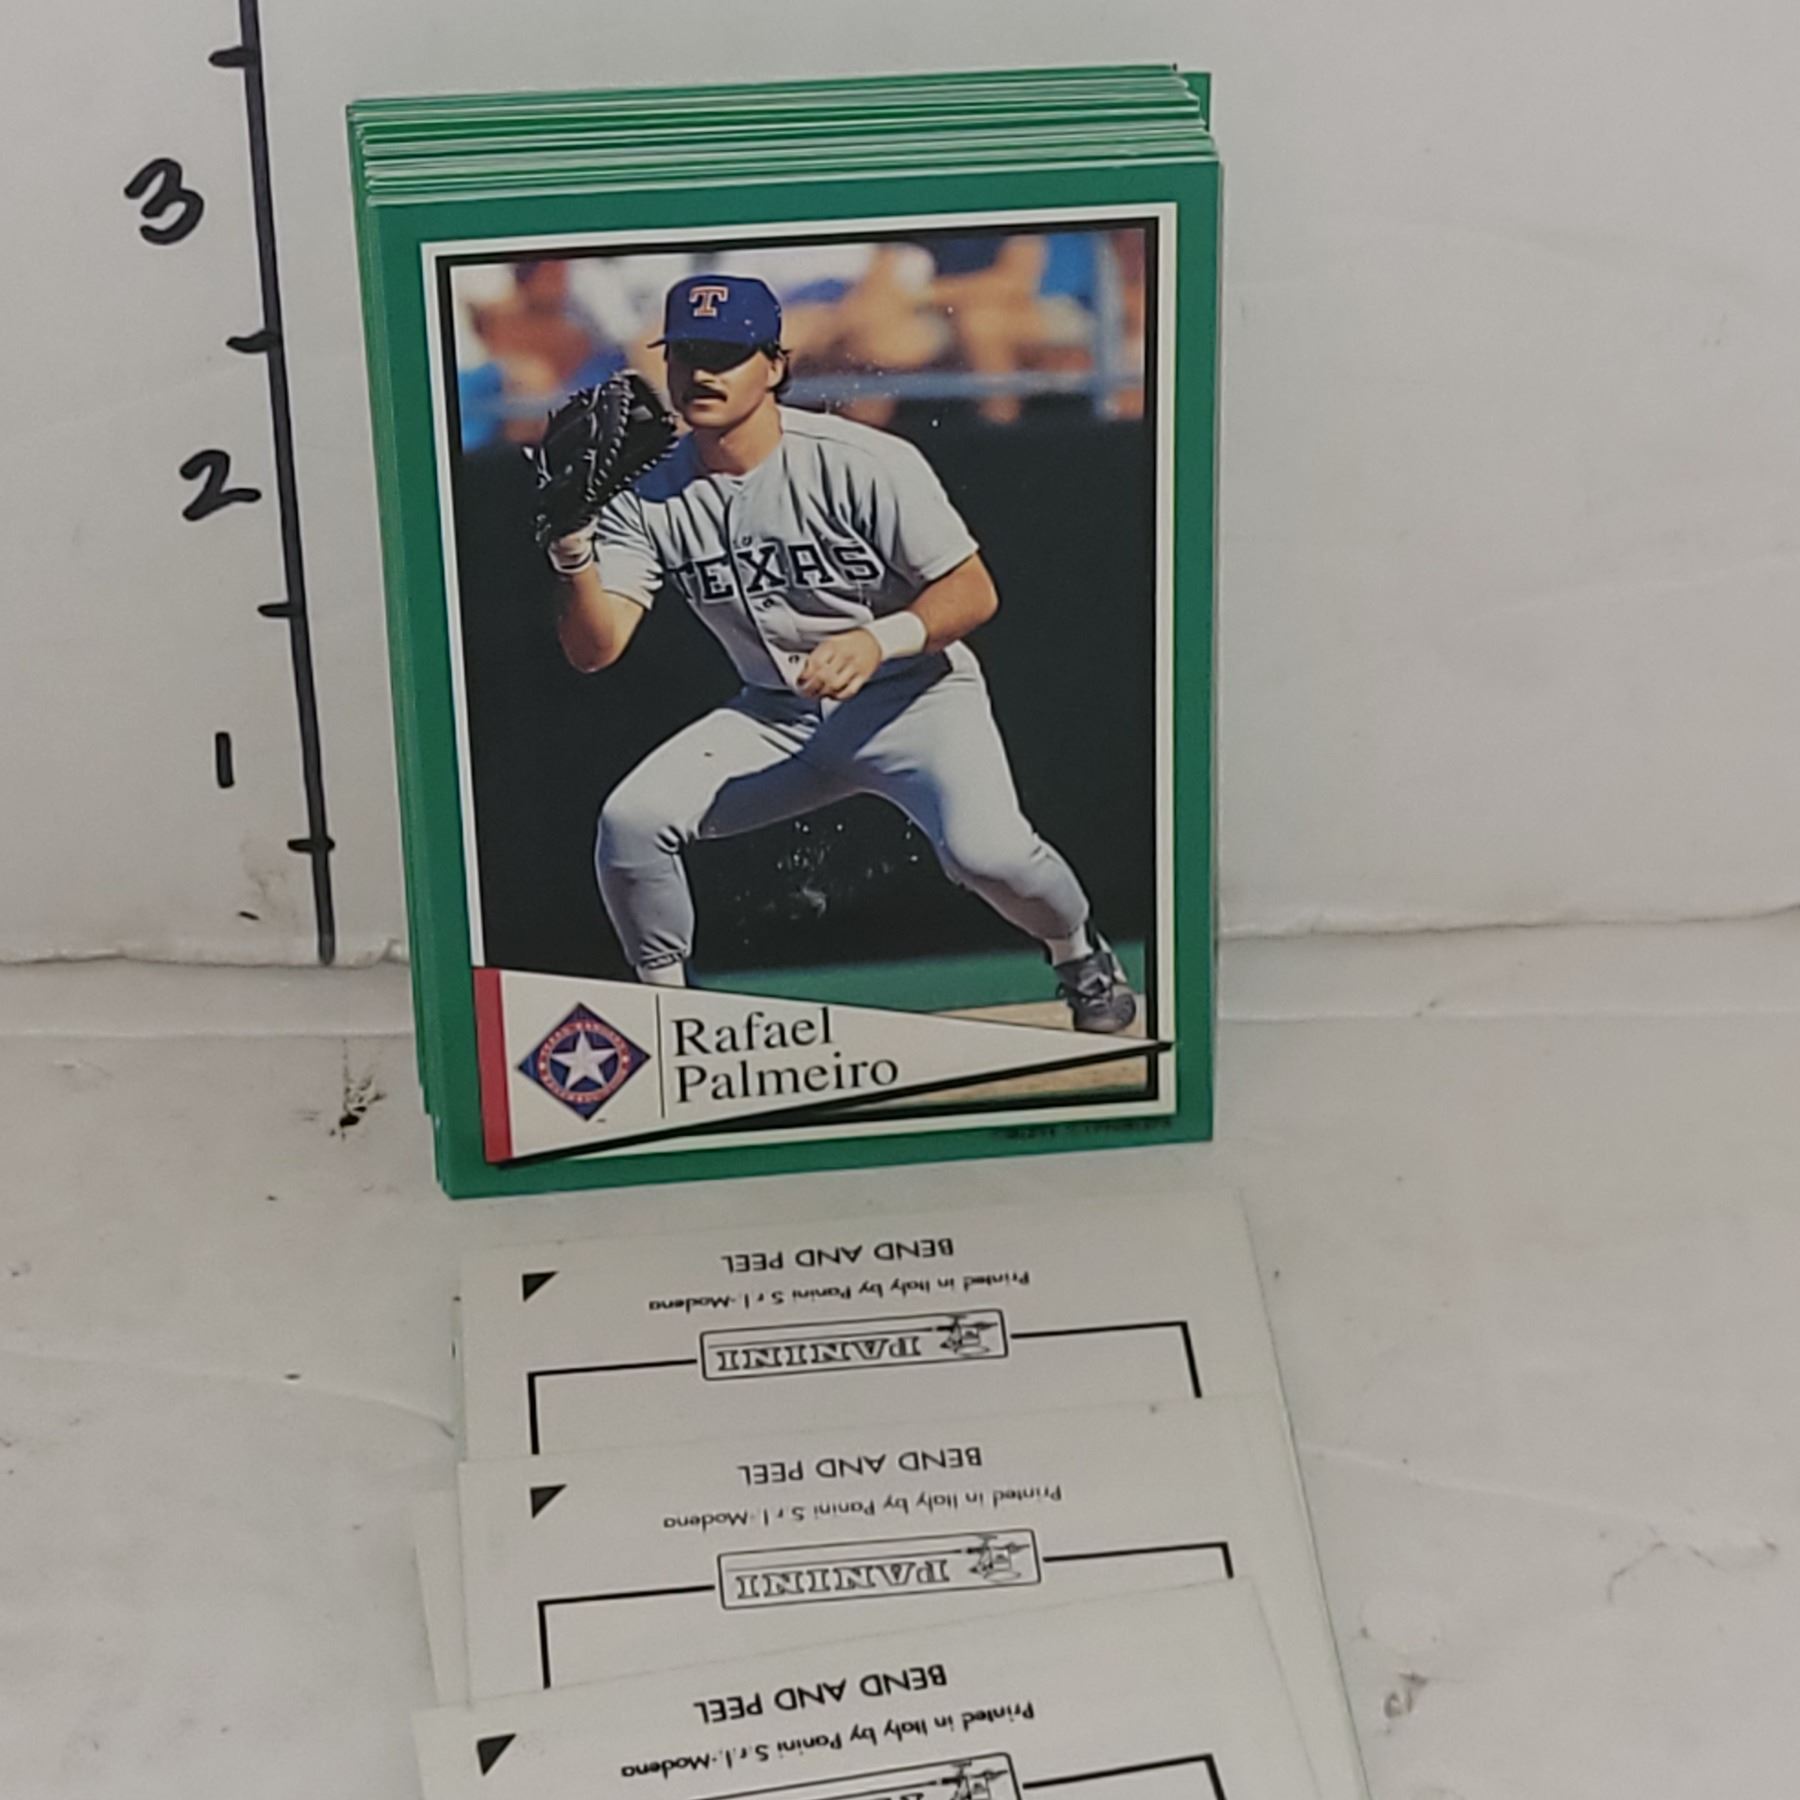 3
2
1
T
TEXAS
Rafael
Palmeiro
BEND AND PEEL
Printed in Italy by Panini S.r.l.-Modena
PANINI
BEND AND PEEL
Printed in Italy by Panini S.r.l.-Modena
PANINI
BEND AND PEEL
Printed in Italy by Panini S.r.l.-Modena